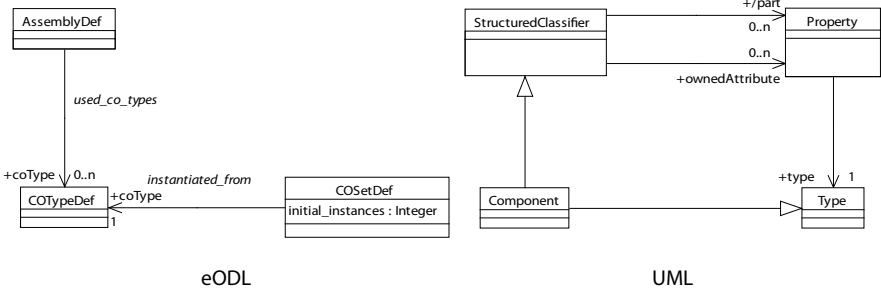 AssemblyDef
used_co_types
+coType
0..n
COTypeDef
+coType
1
instantiated_from
COSetDef
initial_instances : Integer
eODL
StructuredClassifier
+/part
0..n
0..n
+ownedAttribute
Property
+type
1
Component
Type
UML